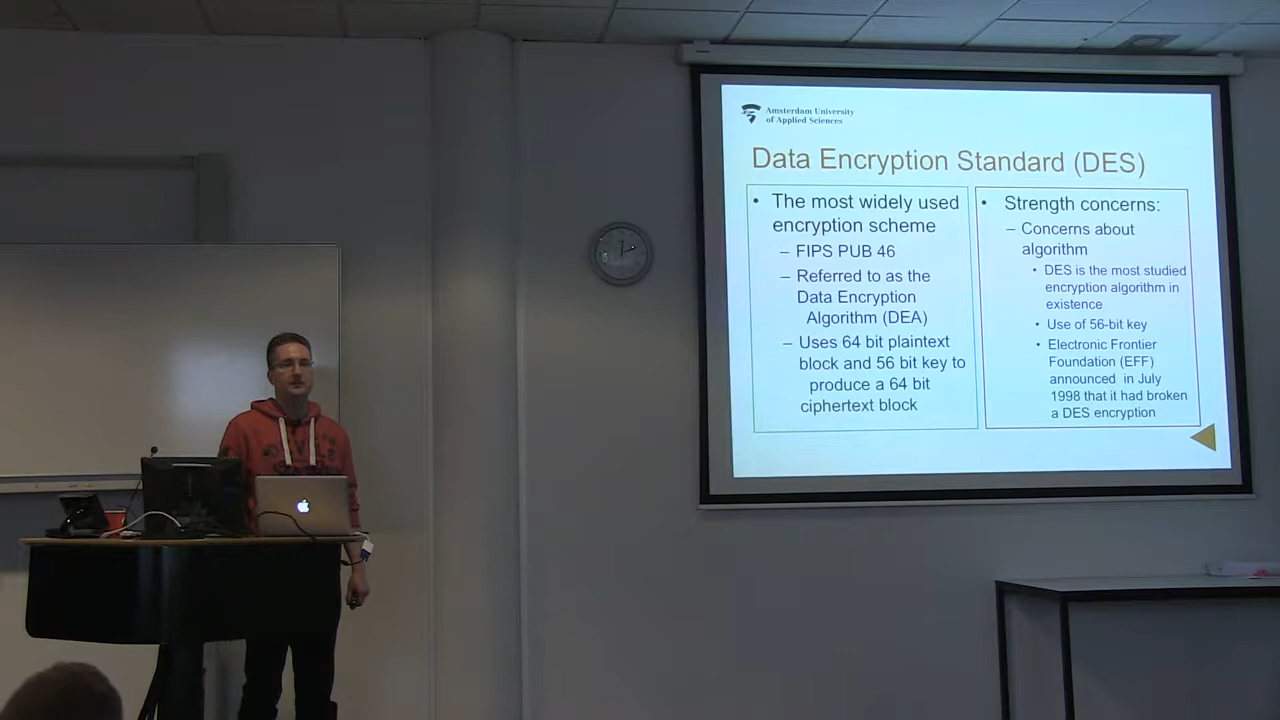 Amsterdam University
of Applied Sciences
Data Encryption Standard (DES)
• The most widely used
encryption scheme
– FIPS PUB 46
– Referred to as the
Data Encryption
Algorithm (DEA)
– Uses 64 bit plaintext
block and 56 bit key to
produce a 64 bit
ciphertext block
• Strength concerns:
– Concerns about
algorithm
• DES is the most studied
encryption algorithm in
existence
• Use of 56-bit key
• Electronic Frontier
Foundation (EFF)
announced in July
1998 that it had broken
a DES encryption